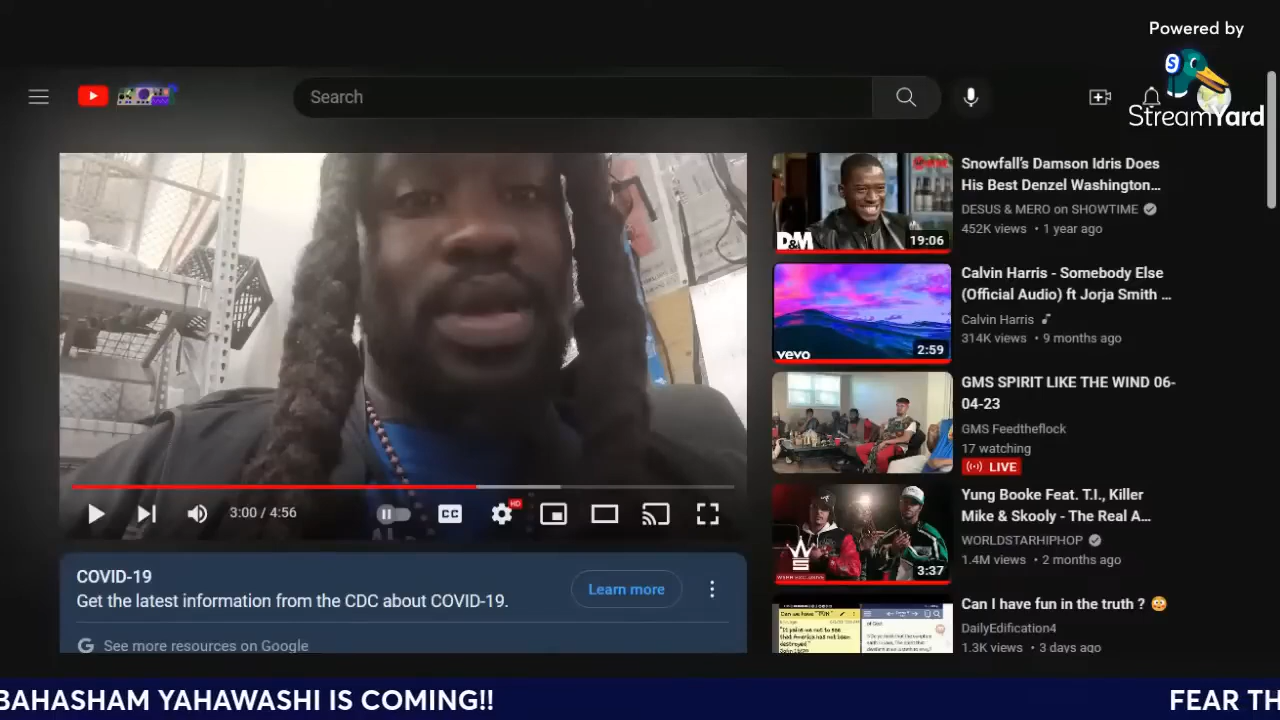 Powered by
StreamYard
Search
Snowfall's Damson Idris Does
His Best Denzel Washington...
DESUS & MERO on SHOWTIME
452K views • 1 year ago
D&M
19:06
Calvin Harris - Somebody Else
(Official Audio) ft Jorja Smith ...
Calvin Harris
314K views • 9 months ago
vevo
2:59
GMS SPIRIT LIKE THE WIND 06-
04-23
GMS Feedtheflock
17 watching
LIVE
Yung Booke Feat. T.I., Killer
Mike & Skooly - The Real A...
WORLDSTARHIPHOP
1.4M views • 2 months ago
3:37
Can I have fun in the truth ? 😳
DailyEdification4
1.3K views • 3 days ago
3:00 / 4:56
CC
HD
COVID-19
Get the latest information from the CDC about COVID-19.
Learn more
es on Google
BAHASHAM YAHAWASHI IS COMING!!
FEAR TH